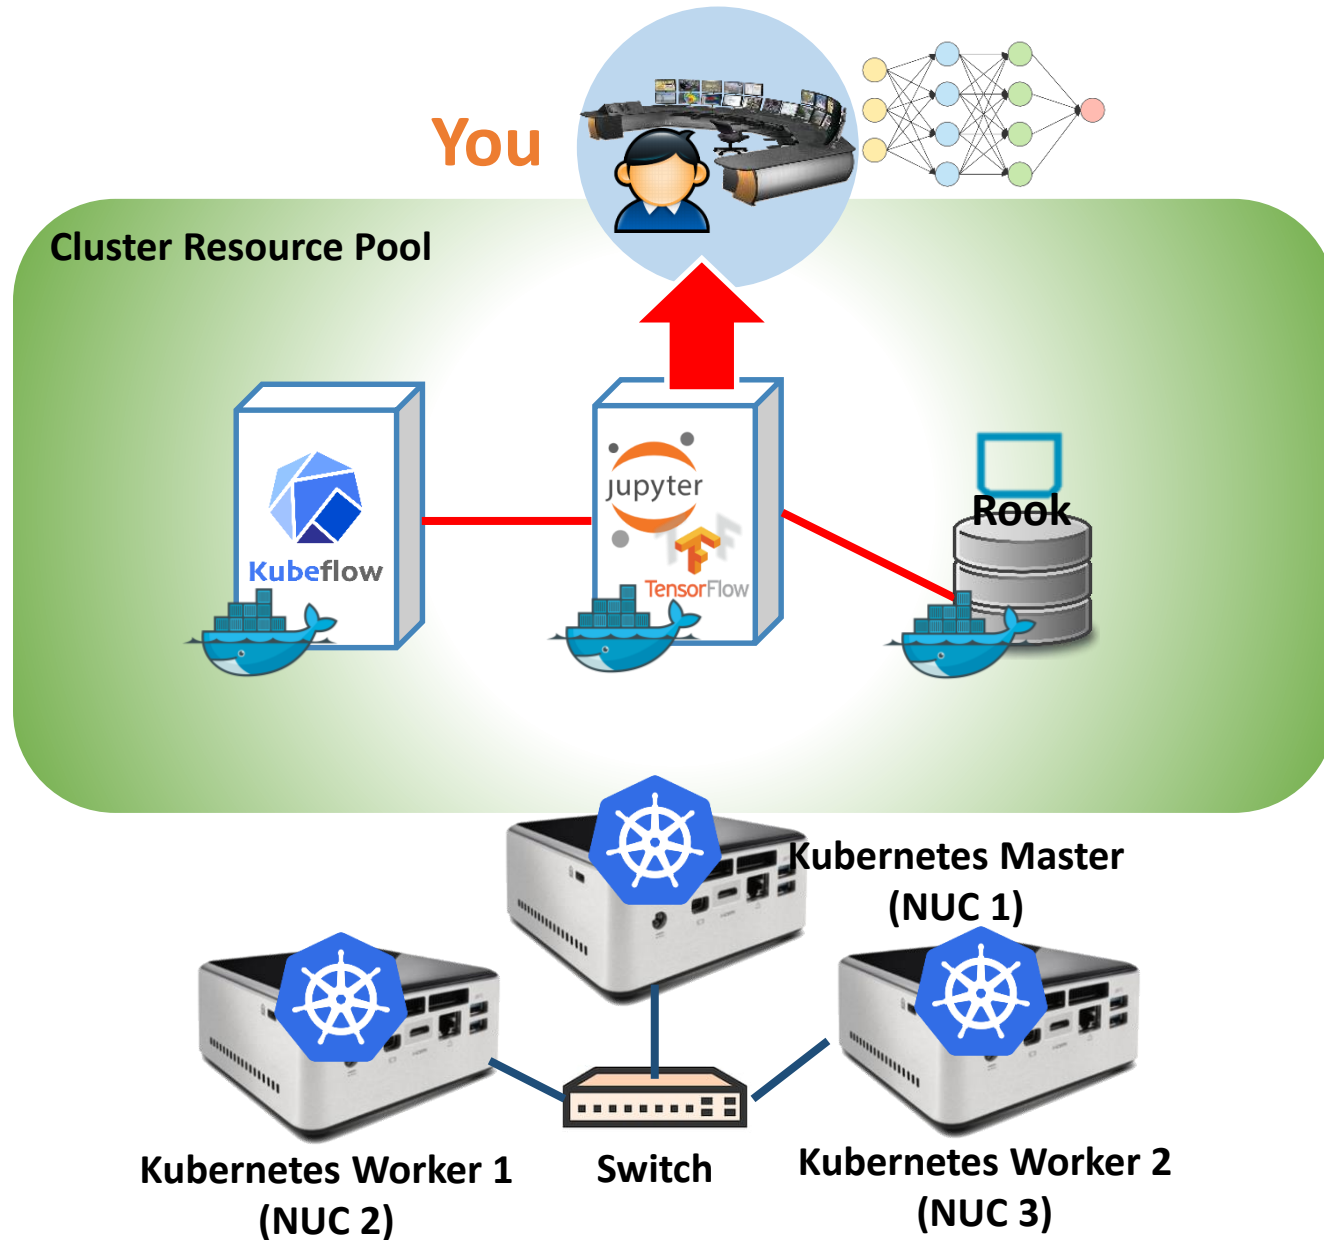 You
Cluster Resource Pool
Kubeflow
jupyter
TensorFlow
Rook
Kubernetes Master
(NUC 1)
Kubernetes Worker 1
(NUC 2)
Switch
Kubernetes Worker 2
(NUC 3)